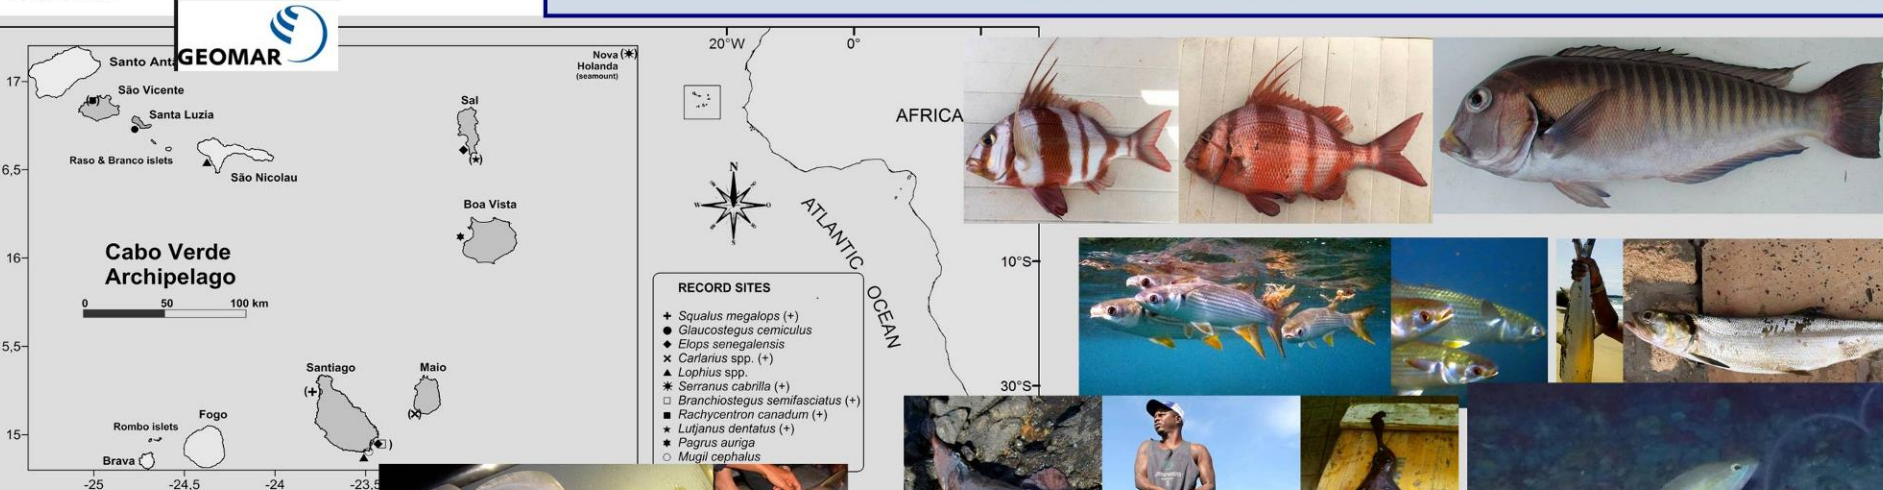 GEOMAR
Santo Antã
São Vicente
Santa Luzia
Raso & Branco islets
São Nicolau
Sal
Boa Vista
Nova
Holanda
(seamount)
Cabo Verde
Archipelago
0 50 100 km
Santiago
Maio
Fogo
Rombo islets
Brava
17
6,5
16
5,5
15
-25 -24,5 -24 -23,5
20°W 0°
AFRICA
N
W O
S
ATLANTIC OCEAN
10°S
30°S
RECORD SITES
Squalus megalops (+)
Glaucostegus cemiculus
Elops senegalensis
Carlarius spp. (+)
Lophius spp.
Serranus cabrilla (+)
Branchiostegus semifasciatus (+)
Rachycentron canadum (+)
Lutjanus dentatus (+)
Pagrus auriga
Mugil cephalus